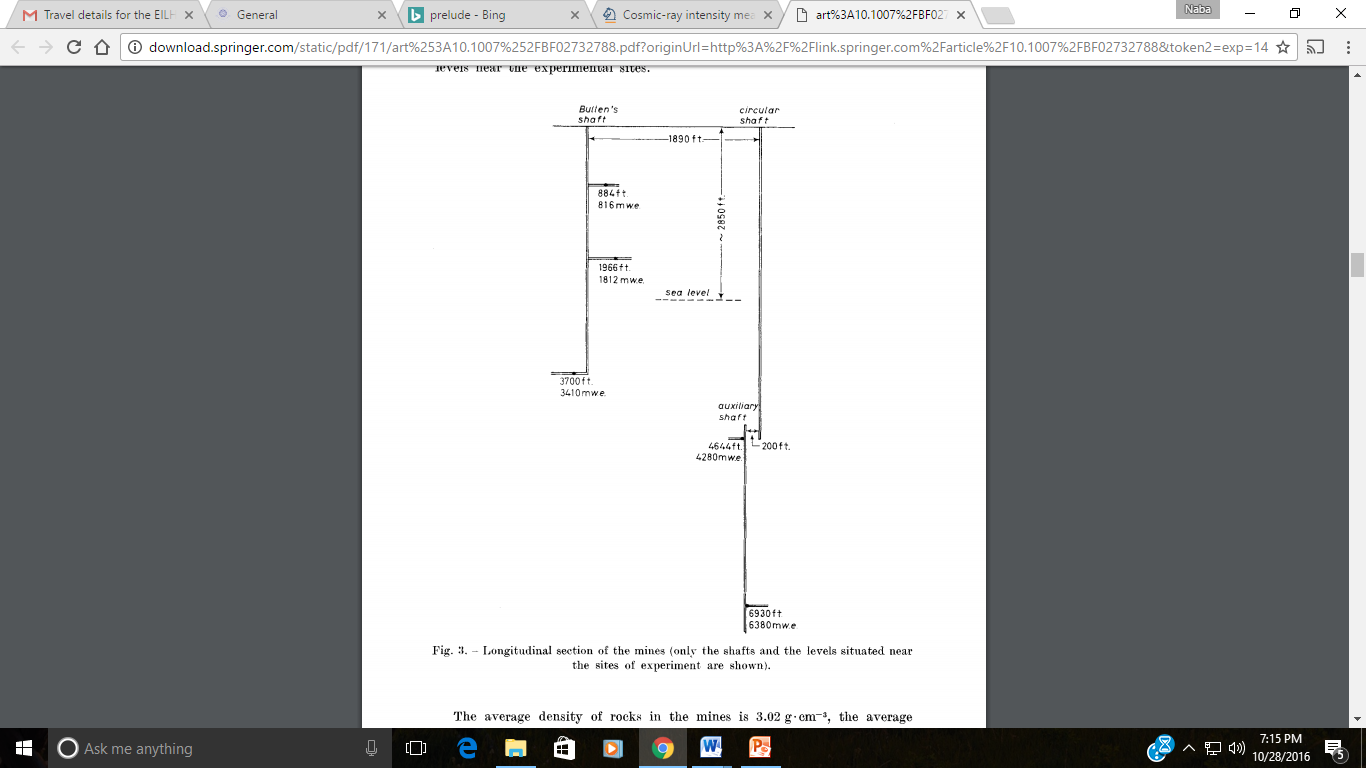 Travel details for the EILH
General
prelude - Bing
Cosmic-ray intensity mea
art%3A10.1007%2FBF027
Naba
download.springer.com/static/pdf/171/art%253A10.1007%252FBF02732788.pdf?originUrl=http%3A%2F%2Flink.springer.com%2Farticle%2F10.1007%2FBF02732788&token2=exp=14
levels near the experimental sites.
Bullen's
shaft
circular
shaft
1890 ft.
884 ft.
816 m.w.e.
~ 2850 ft.
1966 ft.
1812 m.w.e.
sea level
3700 ft.
3410 m.w.e.
auxiliary
shaft
4644 ft.
4280 m.w.e.
200 ft.
6930 ft
6380 m.w.e
Fig. 3. – Longitudinal section of the mines (only the shafts and the levels situated near
the sites of experiment are shown).
The average density of rocks in the mines is 3.02 g·cm⁻³, the average
Ask me anything
7:15 PM
10/28/2016
5